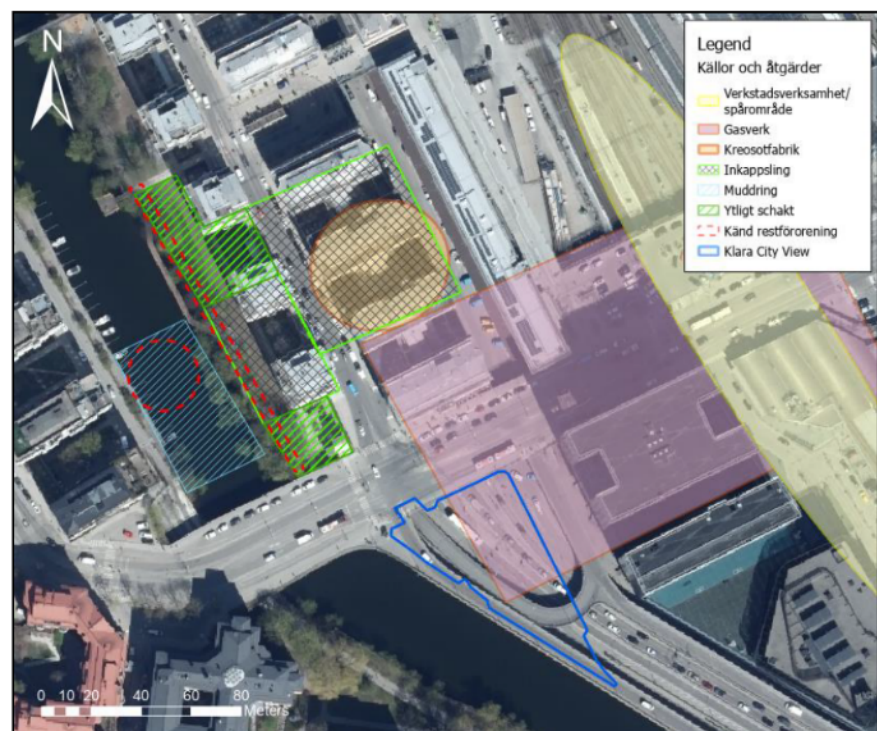 N
Legend
Källor och åtgärder
Verkstadsverksamhet/
spårområde
Gasverk
Kreosotfabrik
Inkappsling
Muddring
Ytligt schakt
Känd restförorening
Klara City View
0 10 20 40 60 80
Meters